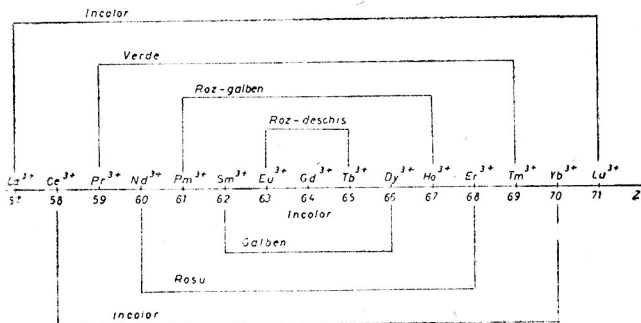 Incolor
Verde
Roz-galben
Roz-deschis
La³⁺ Ce³⁺ Pr³⁺ Nd³⁺ Pm³⁺ Sm³⁺ Eu³⁺ Gd³⁺ Tb³⁺ Dy³⁺ Ho³⁺ Er³⁺ Tm³⁺ Yb³⁺ Lu³⁺
57 58 59 60 61 62 63 64 65 66 67 68 69 70 71 Z
Incolor
Galben
Rosu
Incolor